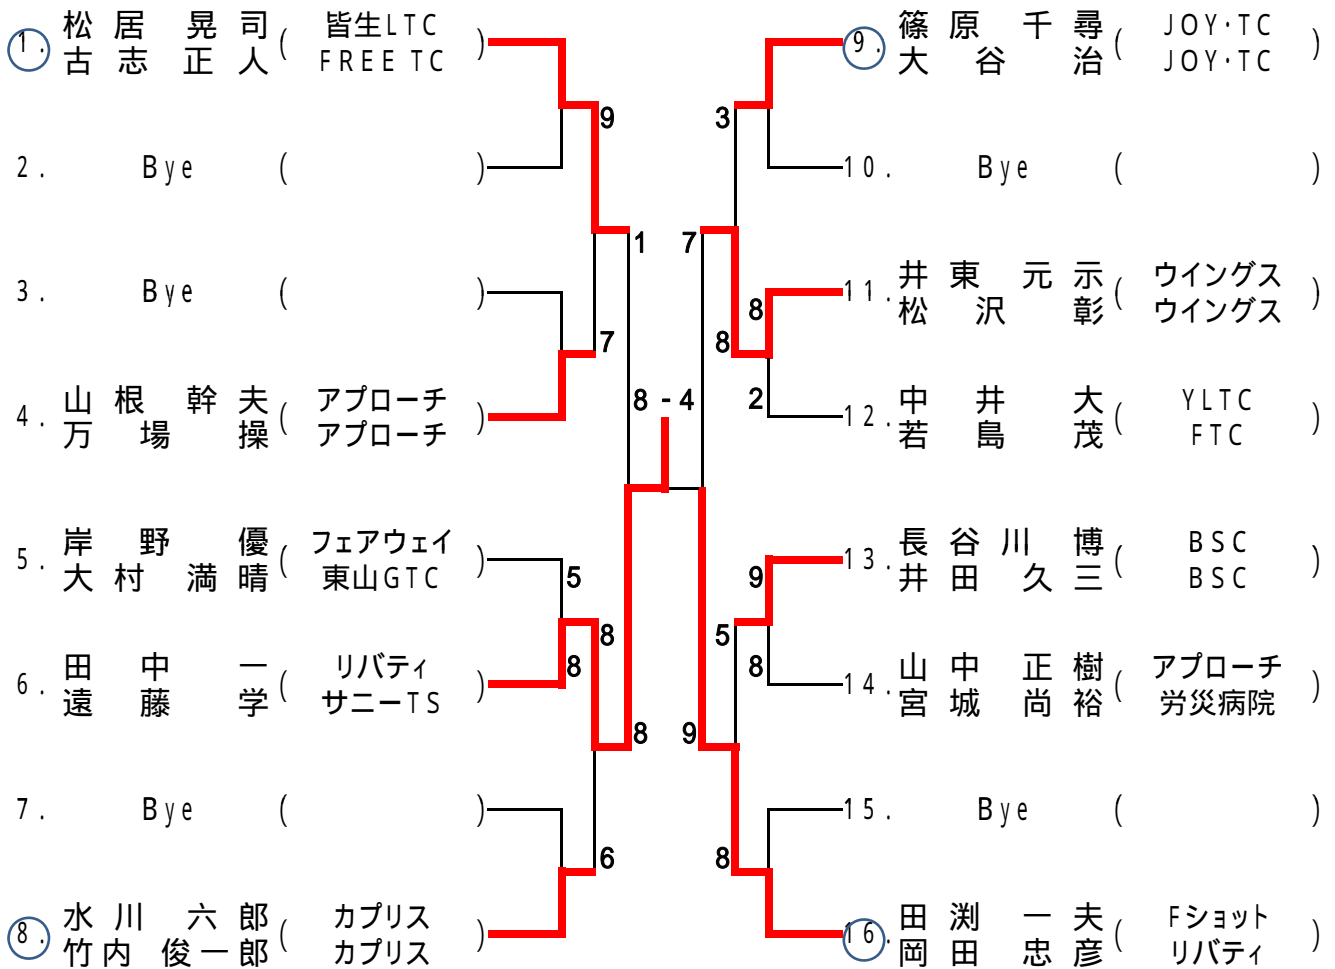 1. 松居 晃司 ( 皆生LTC )
古志 正人 FREE TC
9
2. Bye ( )
1
3. Bye ( )
7
4. 山根 幹夫 ( アプローチ )
万場 操 アプローチ
8 - 4
5. 岸野 優 ( フェアウェイ )
大村 満晴 東山GTC
5
8
6. 田中 一 ( リバティ )
遠藤 学 サニーTS
8
8
7. Bye ( )
6
8. 水川 六郎 ( カプリス )
竹内 俊一郎 カプリス
9. 篠原 千尋 ( JOY・TC )
大谷 治 JOY・TC
3
10. Bye ( )
7
11. 井東 元示 ( ウイングス )
松沢 彰 ウイングス
8
8
2
12. 中井 大 ( YLTC )
若島 茂 FTC
13. 長谷川 博 ( BSC )
井田 久三 BSC
9
5
8
14. 山中 正樹 ( アプローチ )
宮城 尚裕 労災病院
9
15. Bye ( )
8
16. 田渕 一夫 ( Fショット )
岡田 忠彦 リバティ